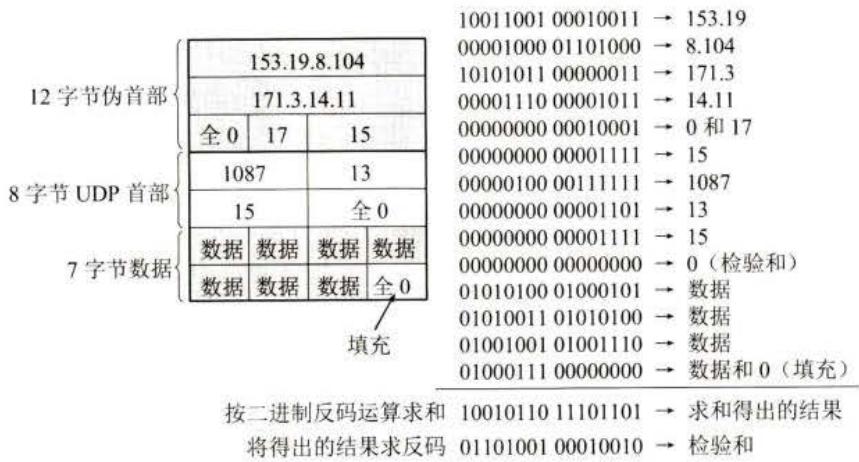 12 字节伪首部
153.19.8.104
171.3.14.11
全 0 17 15
8 字节 UDP 首部
1087 13
15 全 0
7 字节数据
数据 数据 数据 数据
数据 数据 数据 全 0
填充
10011001 00010011 → 153.19
00001000 01101000 → 8.104
10101011 00000011 → 171.3
00001110 00001011 → 14.11
00000000 00010001 → 0 和 17
00000000 00001111 → 15
00000100 00111111 → 1087
00000000 00001101 → 13
00000000 00001111 → 15
00000000 00000000 → 0（检验和）
01010100 01000101 → 数据
01010011 01010100 → 数据
01001001 01001110 → 数据
01000111 00000000 → 数据和 0（填充）
按二进制反码运算求和 10010110 11101101 → 求和得出的结果
将得出的结果求反码 01101001 00010010 → 检验和